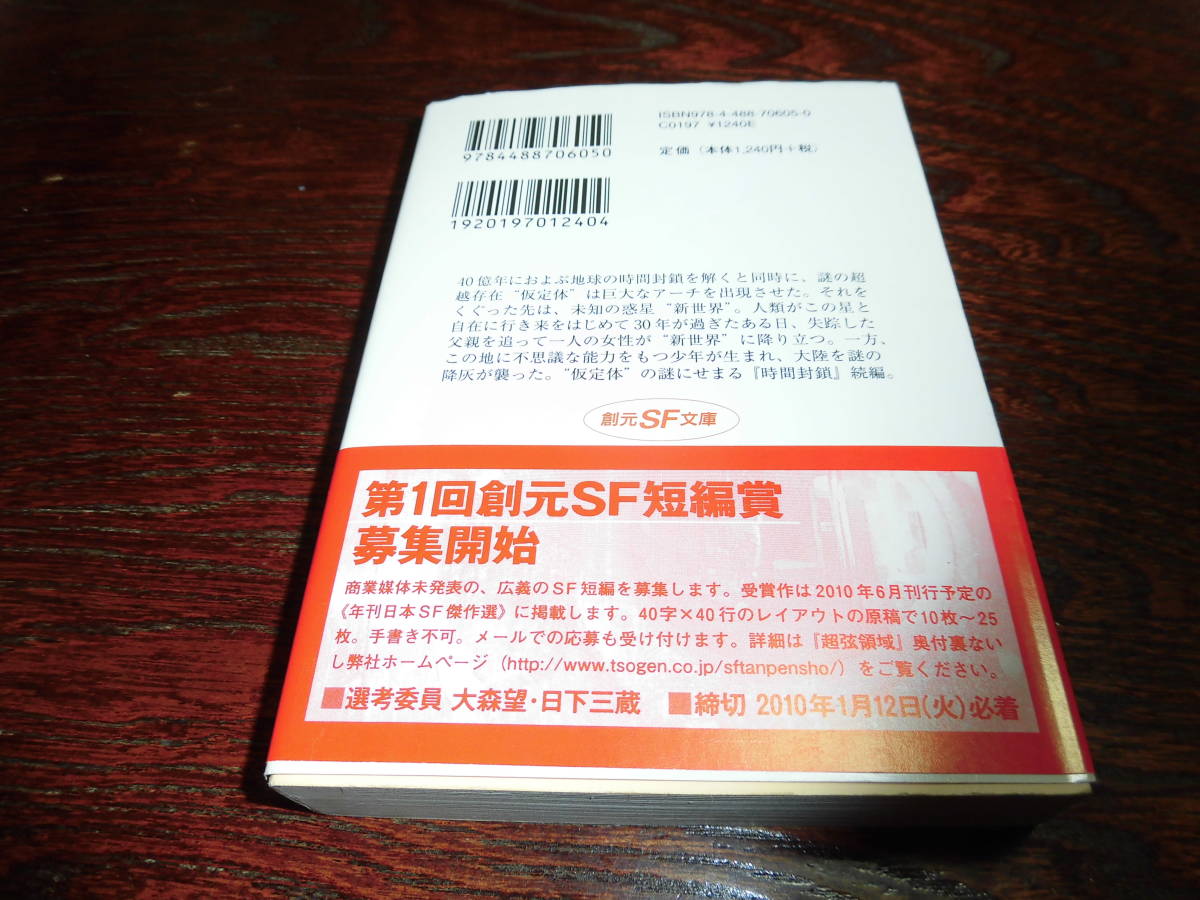 ISBN978-4-488-70605-0
C0197 ¥1240E
9784488706050
定価(本体1,240円+税)
1920197012404
40億年におよぶ地球の時間封鎖を解くと同時に、謎の超
越存在“仮定体”は巨大なアーチを出現させた。それを
くぐった先は、未知の惑星“新世界”。人類がこの星と
自在に行き来をはじめて30年が過ぎたある日、失踪した
父親を追って一人の女性が“新世界”に降り立つ。一方、
この地に不思議な能力をもつ少年が生まれ、大陸を謎の
降灰が襲った。“仮定体”の謎にせまる『時間封鎖』続編。
創元SF文庫
第1回創元SF短編賞
募集開始
商業媒体未発表の、広義のSF短編を募集します。受賞作は2010年6月刊行予定の
《年刊日本SF傑作選》に掲載します。40字×40行のレイアウトの原稿で10枚〜25
枚。手書き不可。メールでの応募も受け付けます。詳細は『超弦領域』奥付裏ない
し弊社ホームページ(http://www.tsogen.co.jp/sftanpensho/)をご覧ください。
■選考委員 大森望・日下三蔵 ■締切 2010年1月12日(火)必着